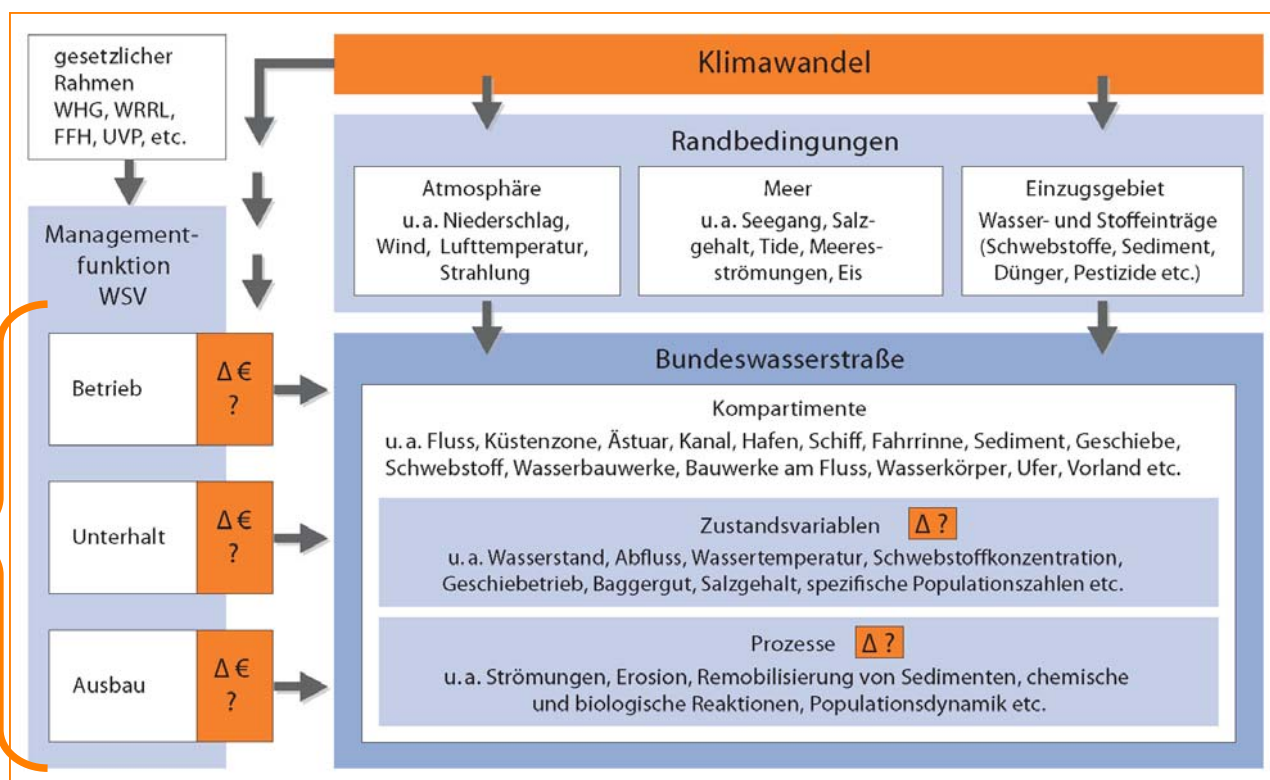 gesetzlicher
Rahmen
WHG, WRRL,
FFH, UVP, etc.
Management-
funktion
WSV
Betrieb
Δ €
?
Unterhalt
Δ €
?
Ausbau
Δ €
?
Klimawandel
Randbedingungen
Atmosphäre
u. a. Niederschlag,
Wind, Lufttemperatur,
Strahlung
Meer
u. a. Seegang, Salz-
gehalt, Tide, Meeres-
strömungen, Eis
Einzugsgebiet
Wasser- und Stoffeinträge
(Schwebstoffe, Sediment,
Dünger, Pestizide etc.)
Bundeswasserstraße
Kompartimente
u. a. Fluss, Küstenzone, Ästuar, Kanal, Hafen, Schiff, Fahrrinne, Sediment, Geschiebe,
Schwebstoff, Wasserbauwerke, Bauwerke am Fluss, Wasserkörper, Ufer, Vorland etc.
Zustandsvariablen Δ ?
u. a. Wasserstand, Abfluss, Wassertemperatur, Schwebstoffkonzentration,
Geschiebetrieb, Baggergut, Salzgehalt, spezifische Populationszahlen etc.
Prozesse Δ ?
u. a. Strömungen, Erosion, Remobilisierung von Sedimenten, chemische
und biologische Reaktionen, Populationsdynamik etc.